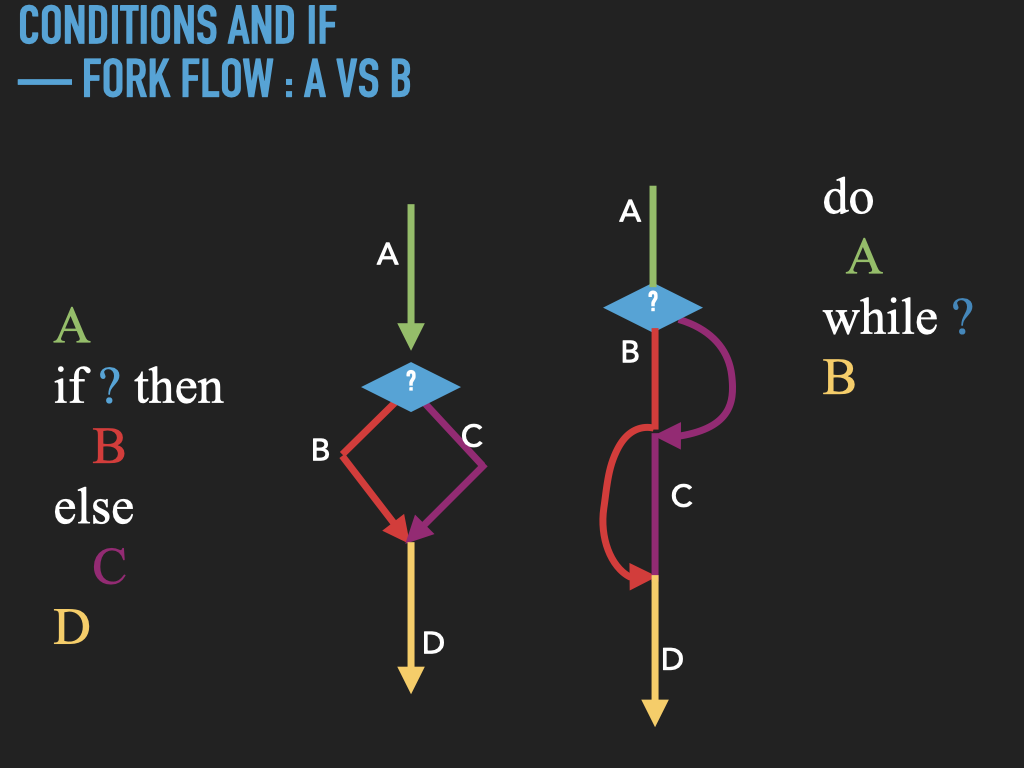 CONDITIONS AND IF
— FORK FLOW : A VS B
A
if ? then
B
else
C
D
A
?
B
C
D
A
?
B
C
D
do
A
while ?
B